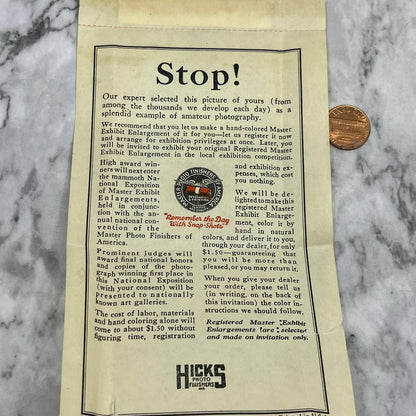 Stop!
Our expert selected this picture of yours (from
among the thousands we develop each day) as a
splendid example of amateur photography.
We recommend that you let us make a hand-colored Master
Exhibit Enlargement of it for you—let us register it now
and arrange for exhibition privileges at once. Later, you
will be invited to exhibit your original Registered Master
Exhibit Enlargement in the local exhibition competition.
High award win-
ners will next enter
the mammoth Na-
tional Exposition
of Master Exhibit
Enlargements,
held in conjunc-
tion with the an-
nual national con-
vention of the
Master Photo Finishers of
America.
Prominent judges will
award final national honors
and copies of the photo-
graph winning first place in
this National Exposition
(with your consent) will be
presented to nationally
known art galleries.
The cost of labor, materials
and hand coloring alone will
come to about $1.50 without
figuring time, registration
MASTER PHOTO FINISHERS OF AMERICA
"Remember the Day
With Snap-Shots"
and exhibition ex-
penses, which cost
you nothing.
We will be de-
lighted to make this
registered Master
Exhibit Enlarge-
ment, color it by
hand in natural
colors, and deliver it to you,
through your dealer, for only
$1.50—guaranteeing that
you will be more than
pleased, or you may return it.
When you give your dealer
your order, please tell us
(in writing, on the back of
this invitation) the color in-
structions we should follow.
Registered Master Exhibit
Enlargements are selected
and made on invitation only.
HICKS
PHOTO
FINISHERS